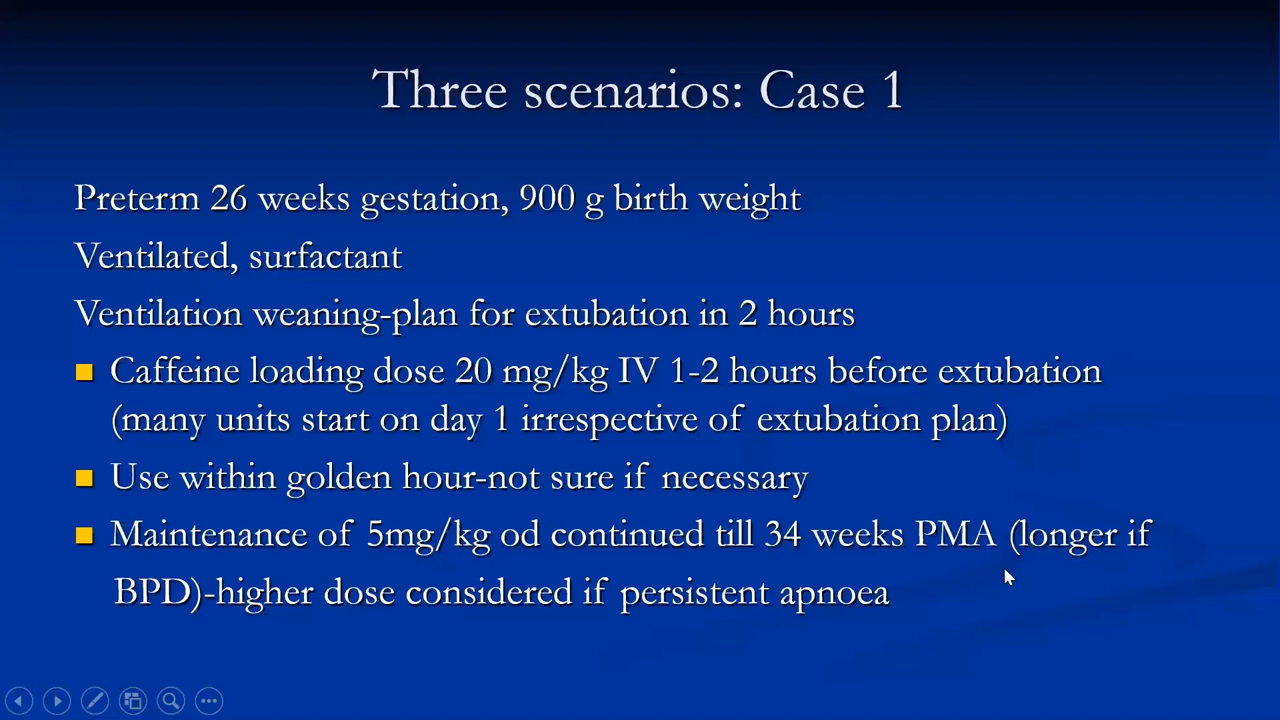 Three scenarios: Case 1
Preterm 26 weeks gestation, 900 g birth weight
Ventilated, surfactant
Ventilation weaning-plan for extubation in 2 hours
Caffeine loading dose 20 mg/kg IV 1-2 hours before extubation
(many units start on day 1 irrespective of extubation plan)
Use within golden hour-not sure if necessary
Maintenance of 5mg/kg od continued till 34 weeks PMA (longer if
BPD)-higher dose considered if persistent apnoea